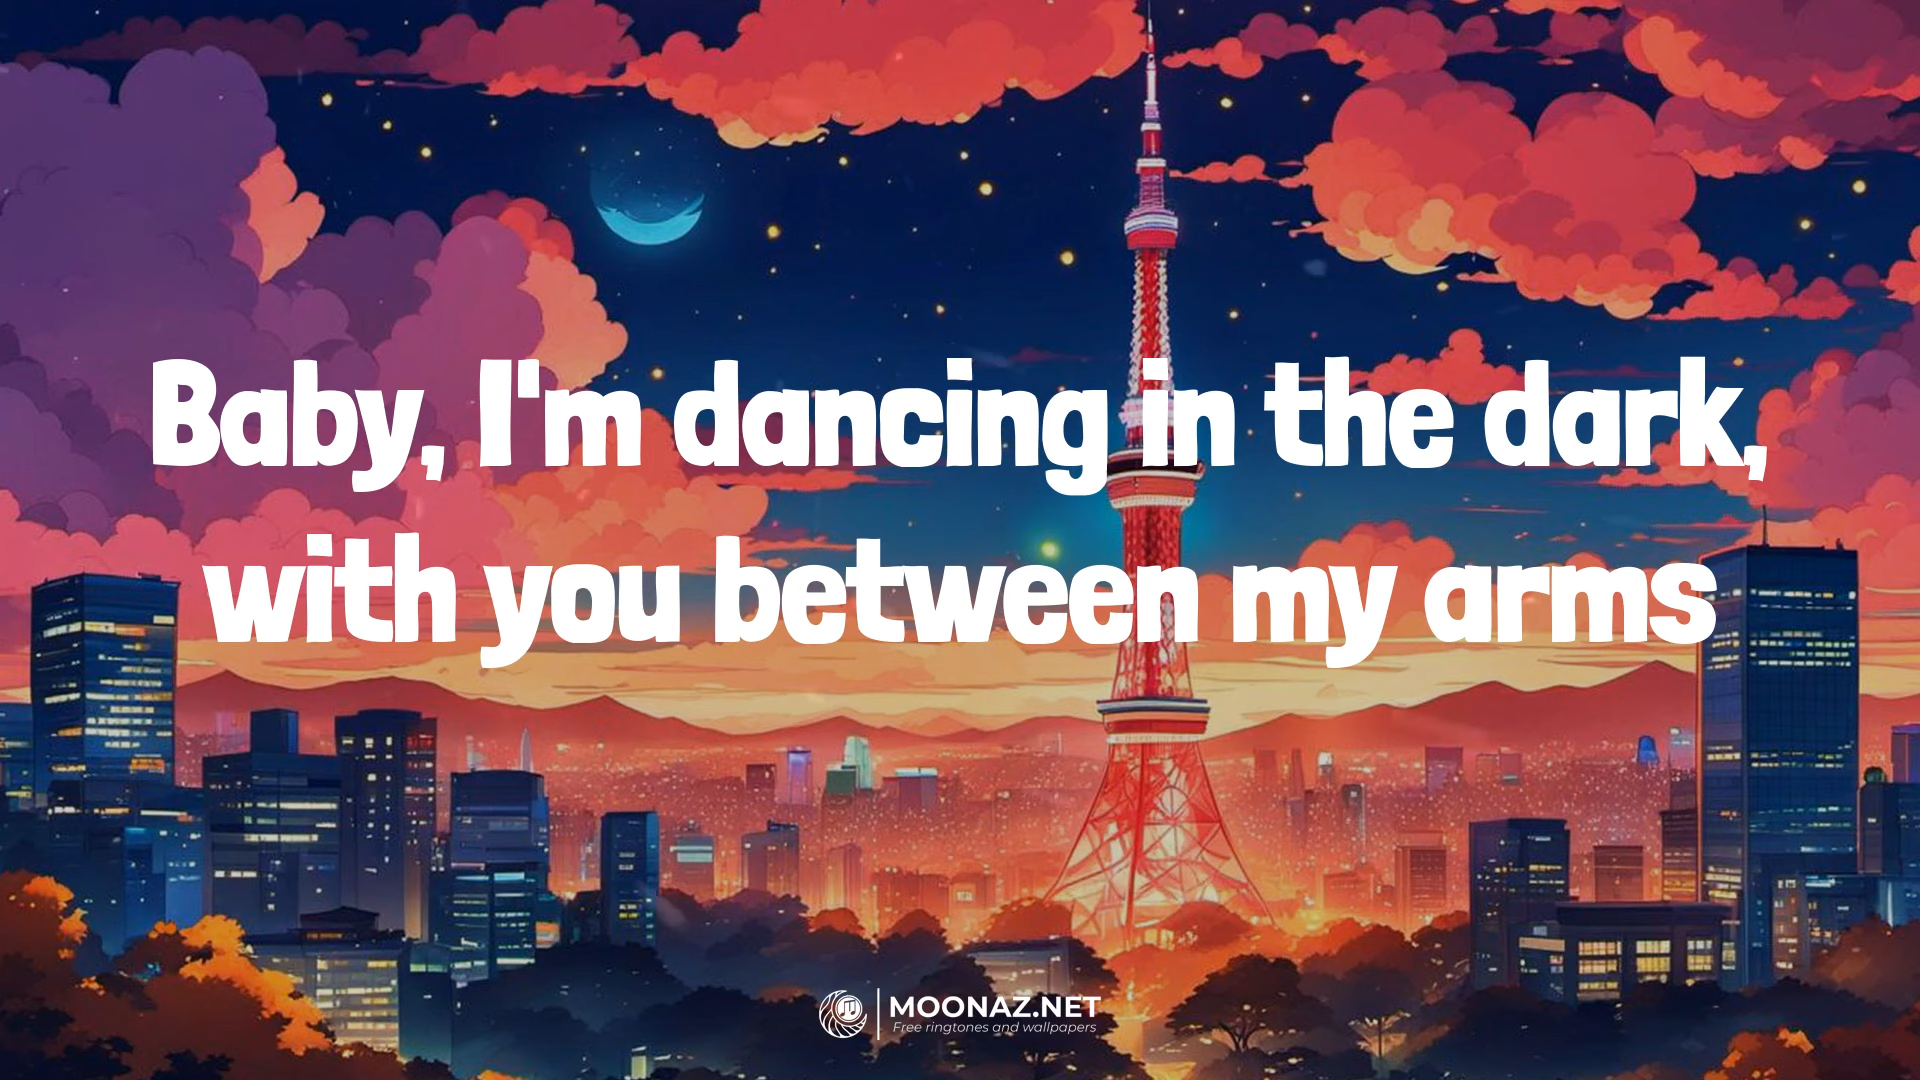 Baby, I'm dancing in the dark,
with you between my arms
MOONAZ.NET
Free ringtones and wallpapers